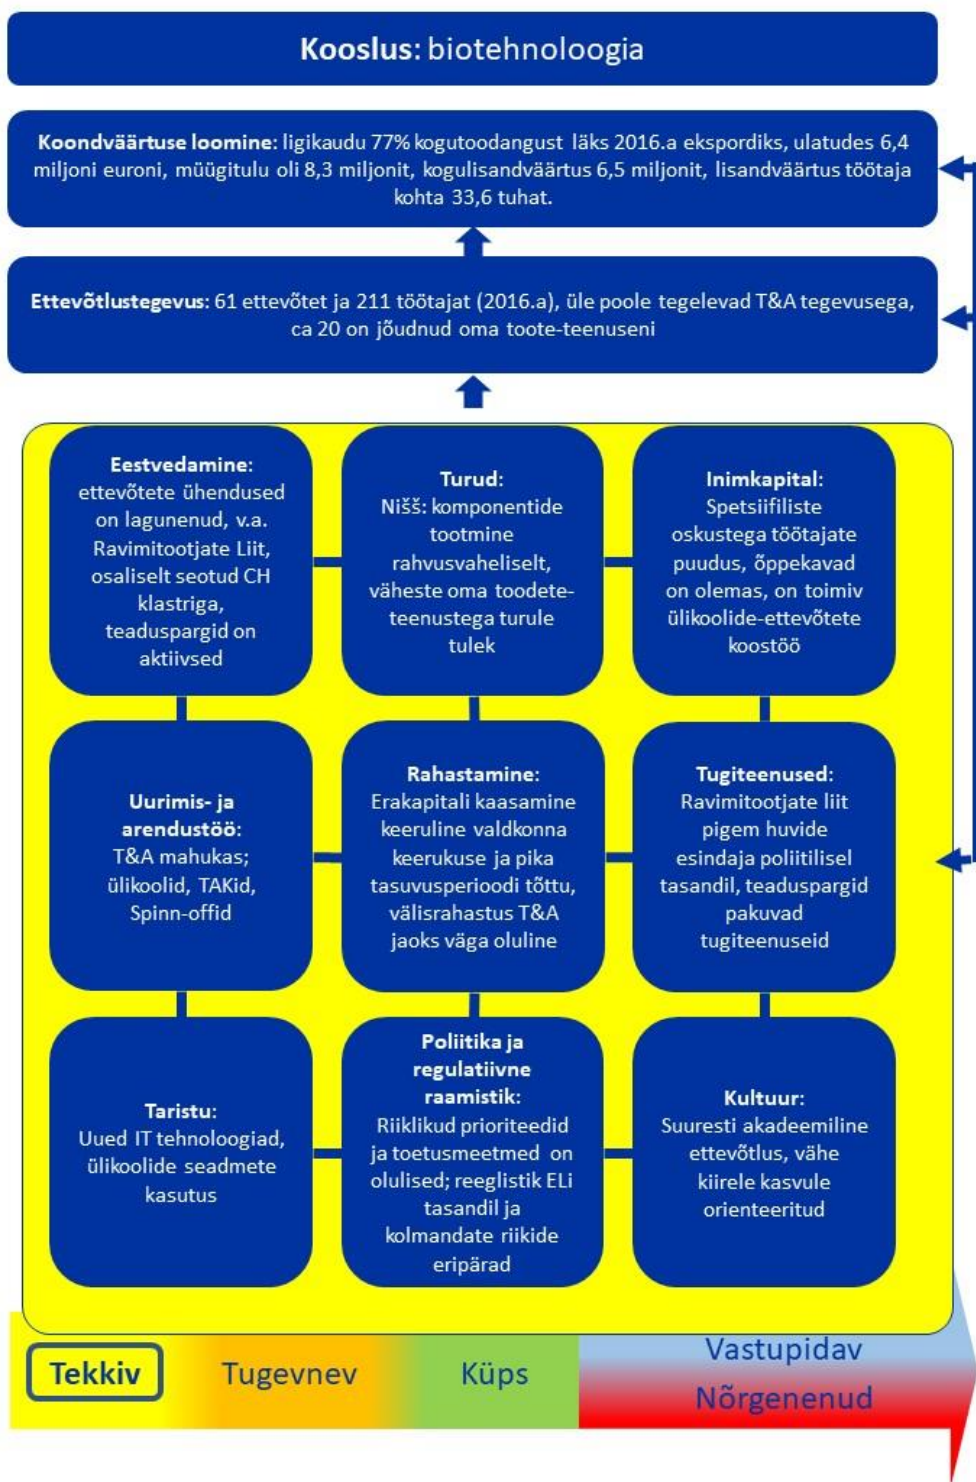 Kooslus: biotehnoloogia
Koondväärtuse loomine: ligikaudu 77% kogutoodangust läks 2016.a ekspordiks, ulatudes 6,4
miljoni euroni, müügitulu oli 8,3 miljonit, kogulisandväärtus 6,5 miljonit, lisandväärtus töötaja
kohta 33,6 tuhat.
Ettevõtlustegevus: 61 ettevõtet ja 211 töötajat (2016.a), üle poole tegelevad T&A tegevusega,
ca 20 on jõudnud oma toote-teenuseni
Eestvedamine:
ettevõtete ühendused
on lagunenud, v.a.
Ravimitootjate Liit,
osaliselt seotud CH
klastriga,
teaduspargid on
aktiivsed
Turud:
Nišš: komponentide
tootmine
rahvusvaheliselt,
väheste oma toodete-
teenustega turule
tulek
Inimkapital:
Spetsiifiliste
oskustega töötajate
puudus, õppekavad
on olemas, on toimiv
ülikoolide-ettevõtete
koostöö
Uurimis- ja
arendustöö:
T&A mahukas;
ülikoolid, TAKid,
Spinn-offid
Rahastamine:
Erakapitali kaasamine
keeruline valdkonna
keerukuse ja pika
tasuvusperioodi tõttu,
välisrahastus T&A
jaoks väga oluline
Tugiteenused:
Ravimitootjate liit
pigem huvide
esindaja poliitilisel
tasandil, teaduspargid
pakuvad
tugiteenuseid
Taristu:
Uued IT tehnoloogiad,
ülikoolide seadmete
kasutus
Poliitika ja
regulatiivne
raamistik:
Riiklikud prioriteedid
ja toetusmeetmed on
olulised; reeglistik ELi
tasandil ja
kolmandate riikide
eripärad
Kultuur:
Suuresti akadeemiline
ettevõtlus, vähe
kiirele kasvule
orienteeritud
Tekkiv
Tugevnev
Küps
Vastupidav
Nõrgenenud